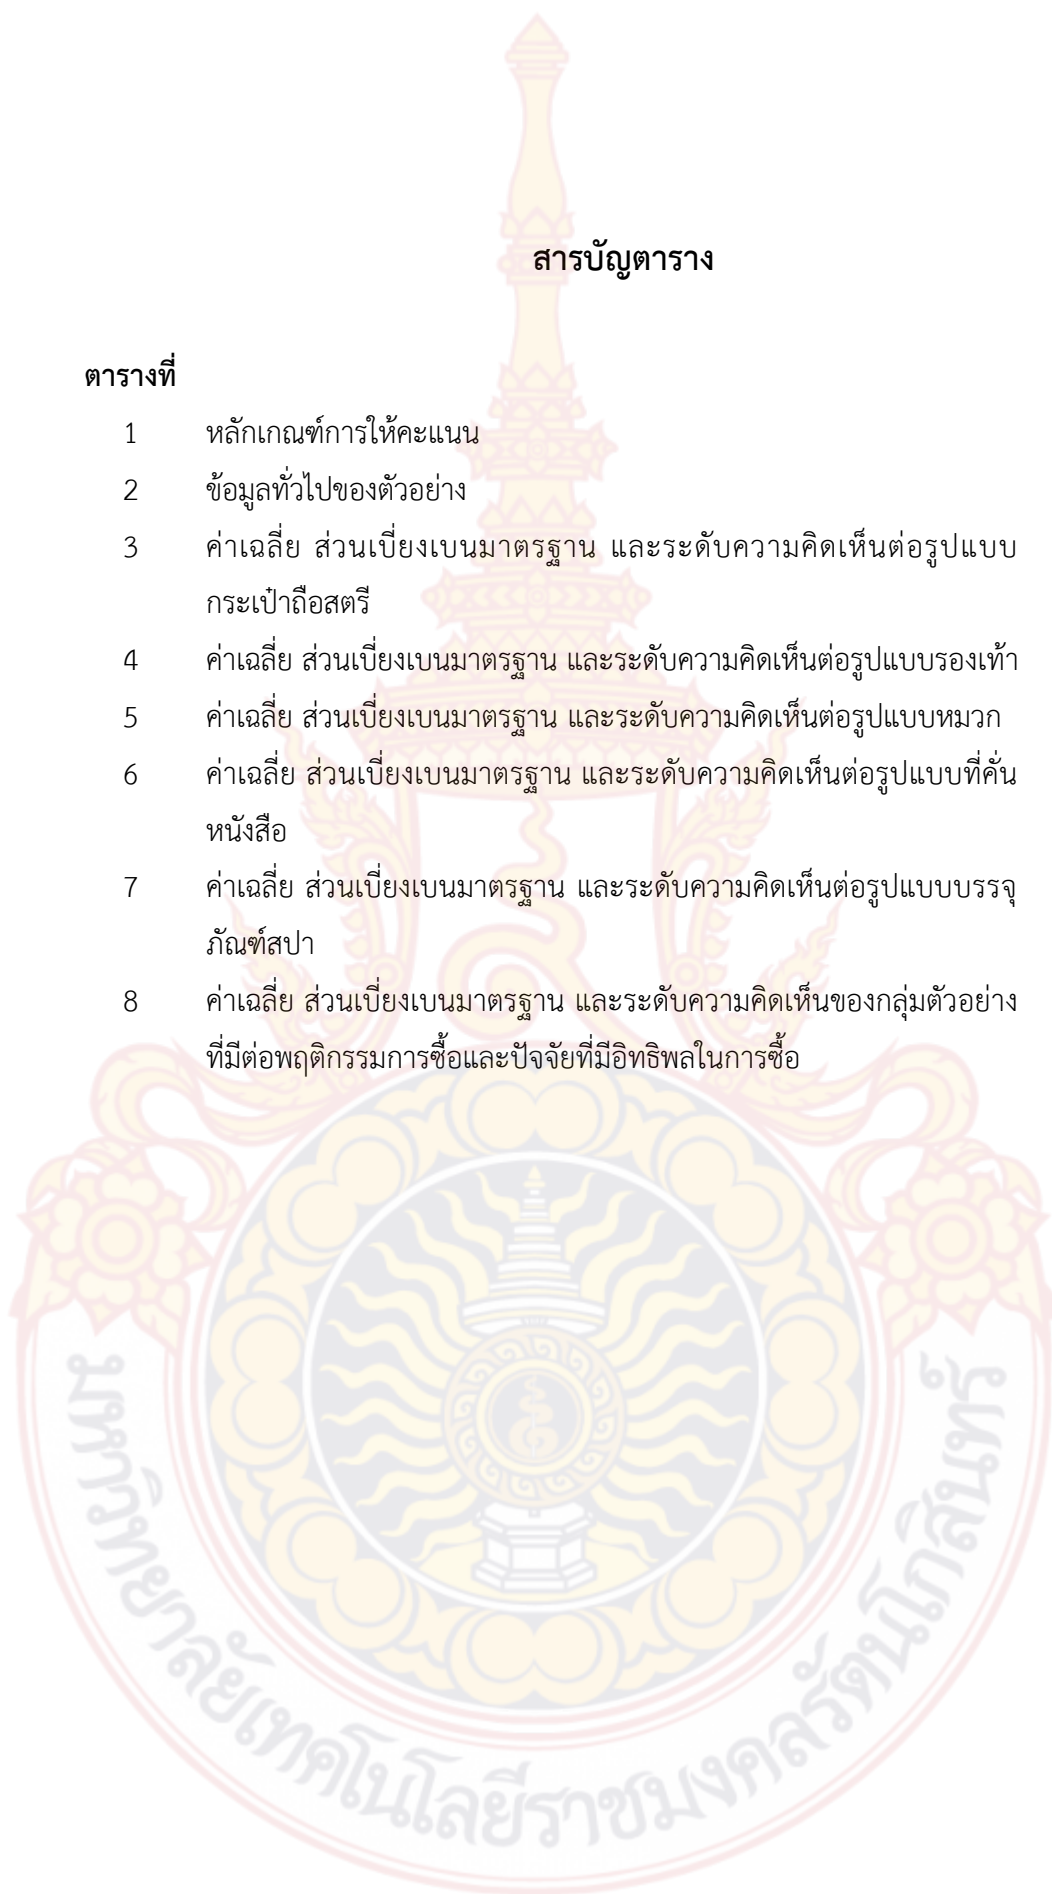 สารบัญตาราง
ตารางที่
1 หลักเกณฑ์การให้คะแนน
2 ข้อมูลทั่วไปของตัวอย่าง
3 ค่าเฉลี่ย ส่วนเบี่ยงเบนมาตรฐาน และระดับความคิดเห็นต่อรูปแบบ
กระเป๋าถือสตรี
4 ค่าเฉลี่ย ส่วนเบี่ยงเบนมาตรฐาน และระดับความคิดเห็นต่อรูปแบบรองเท้า
5 ค่าเฉลี่ย ส่วนเบี่ยงเบนมาตรฐาน และระดับความคิดเห็นต่อรูปแบบหมวก
6 ค่าเฉลี่ย ส่วนเบี่ยงเบนมาตรฐาน และระดับความคิดเห็นต่อรูปแบบที่คั่น
หนังสือ
7 ค่าเฉลี่ย ส่วนเบี่ยงเบนมาตรฐาน และระดับความคิดเห็นต่อรูปแบบบรรจุ
ภัณฑ์สปา
8 ค่าเฉลี่ย ส่วนเบี่ยงเบนมาตรฐาน และระดับความคิดเห็นของกลุ่มตัวอย่าง
ที่มีต่อพฤติกรรมการซื้อและปัจจัยที่มีอิทธิพลในการซื้อ
มหาวิทยาลัยเทคโนโลยีราชมงคลรัตนโกสินทร์